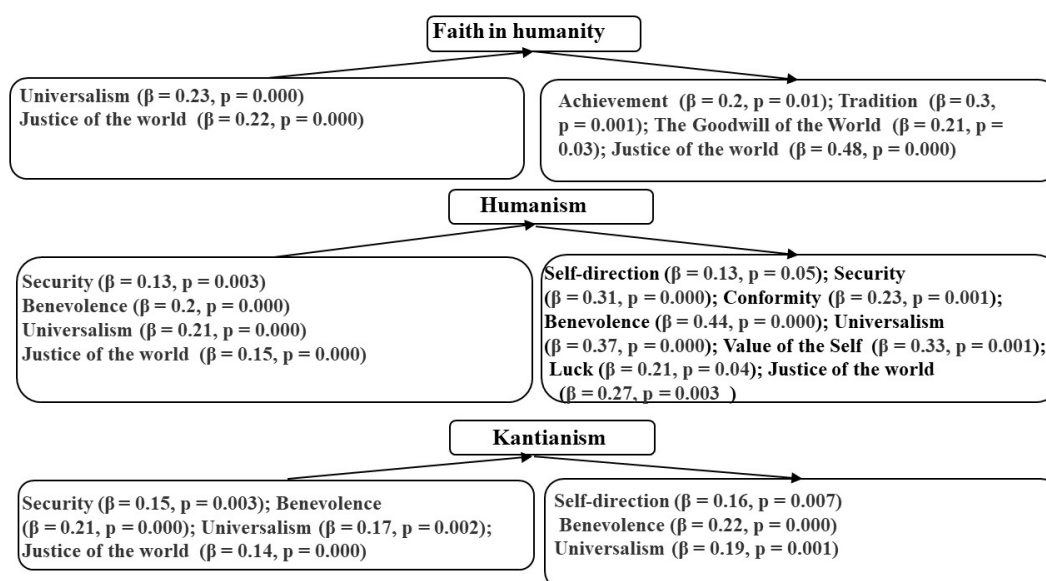 Faith in humanity
Universalism (β = 0.23, p = 0.000)
Justice of the world (β = 0.22, p = 0.000)
Achievement (β = 0.2, p = 0.01); Tradition (β = 0.3,
p = 0.001); The Goodwill of the World (β = 0.21, p =
0.03); Justice of the world (β = 0.48, p = 0.000)
Humanism
Security (β = 0.13, p = 0.003)
Benevolence (β = 0.2, p = 0.000)
Universalism (β = 0.21, p = 0.000)
Justice of the world (β = 0.15, p = 0.000)
Self-direction (β = 0.13, p = 0.05); Security
(β = 0.31, p = 0.000); Conformity (β = 0.23, p = 0.001);
Benevolence (β = 0.44, p = 0.000); Universalism
(β = 0.37, p = 0.000); Value of the Self (β = 0.33, p = 0.001);
Luck (β = 0.21, p = 0.04); Justice of the world
(β = 0.27, p = 0.003 )
Kantianism
Security (β = 0.15, p = 0.003); Benevolence
(β = 0.21, p = 0.000); Universalism (β = 0.17, p = 0.002);
Justice of the world (β = 0.14, p = 0.000)
Self-direction (β = 0.16, p = 0.007)
Benevolence (β = 0.22, p = 0.000)
Universalism (β = 0.19, p = 0.001)